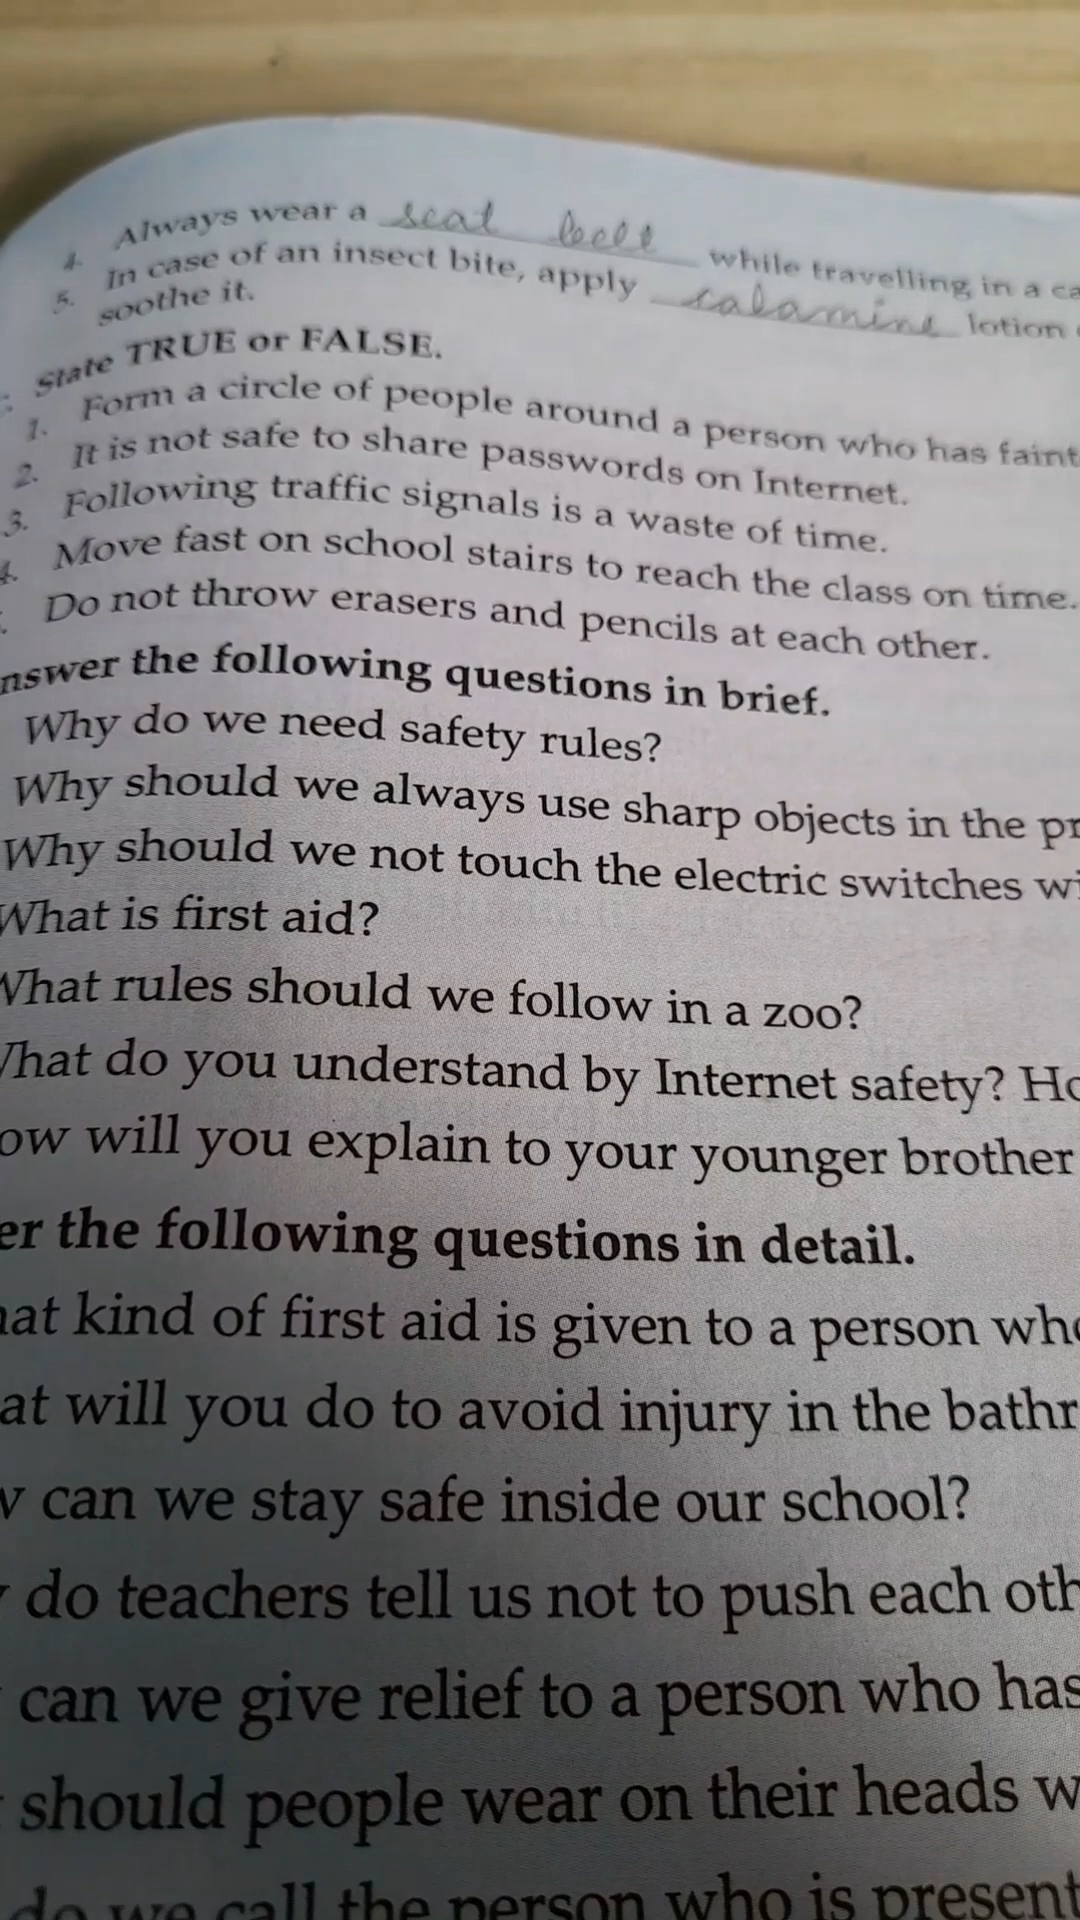 4. Always wear a seat belt while travelling in a
5. In case of an insect bite, apply calamine lotion
soothe it.
State TRUE or FALSE.
1. Form a circle of people around a person who has
2. It is not safe to share passwords on Internet.
3. Following traffic signals is a waste of time.
4. Move fast on school stairs to reach the class on time.
Do not throw erasers and pencils at each other.
nswer the following questions in brief.
Why do we need safety rules?
Why should we always use sharp objects in the
Why should we not touch the electric switches
What is first aid?
What rules should we follow in a zoo?
What do you understand by Internet safety?
ow will you explain to your younger brother
er the following questions in detail.
at kind of first aid is given to a person
at will you do to avoid injury in the
can we stay safe inside our school?
do teachers tell us not to push each
can we give relief to a person who has
should people wear on their heads
do we call the person who is present